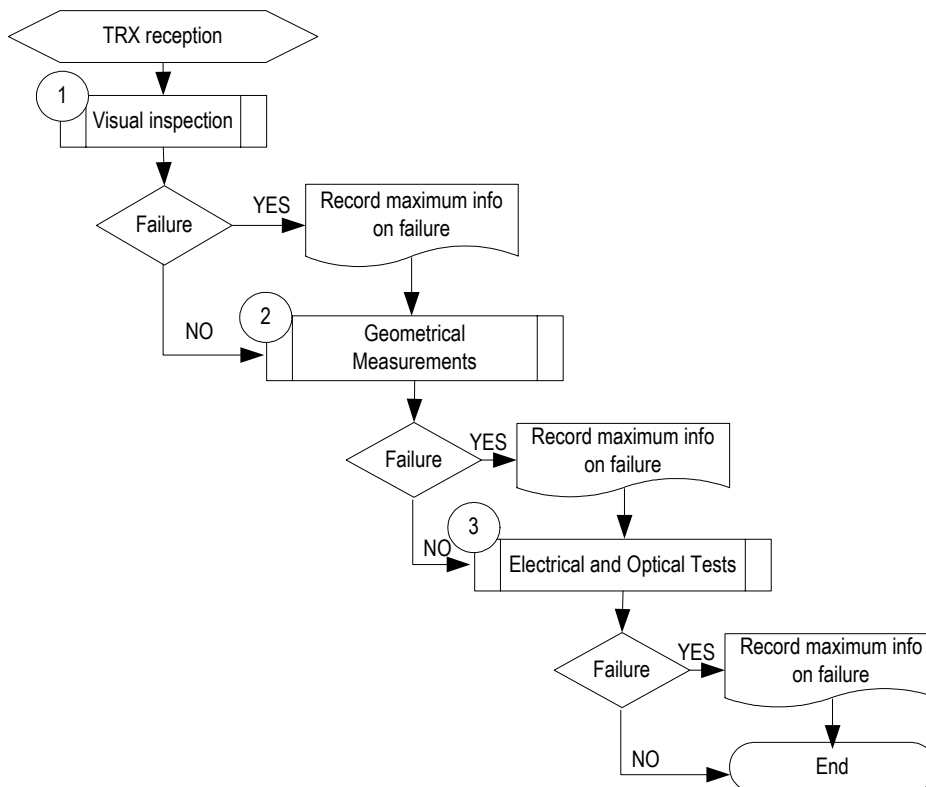 TRX reception
1
Visual inspection
Failure
YES
Record maximum info
on failure
NO
2
Geometrical
Measurements
Failure
YES
Record maximum info
on failure
NO
3
Electrical and Optical Tests
Failure
YES
Record maximum info
on failure
NO
End